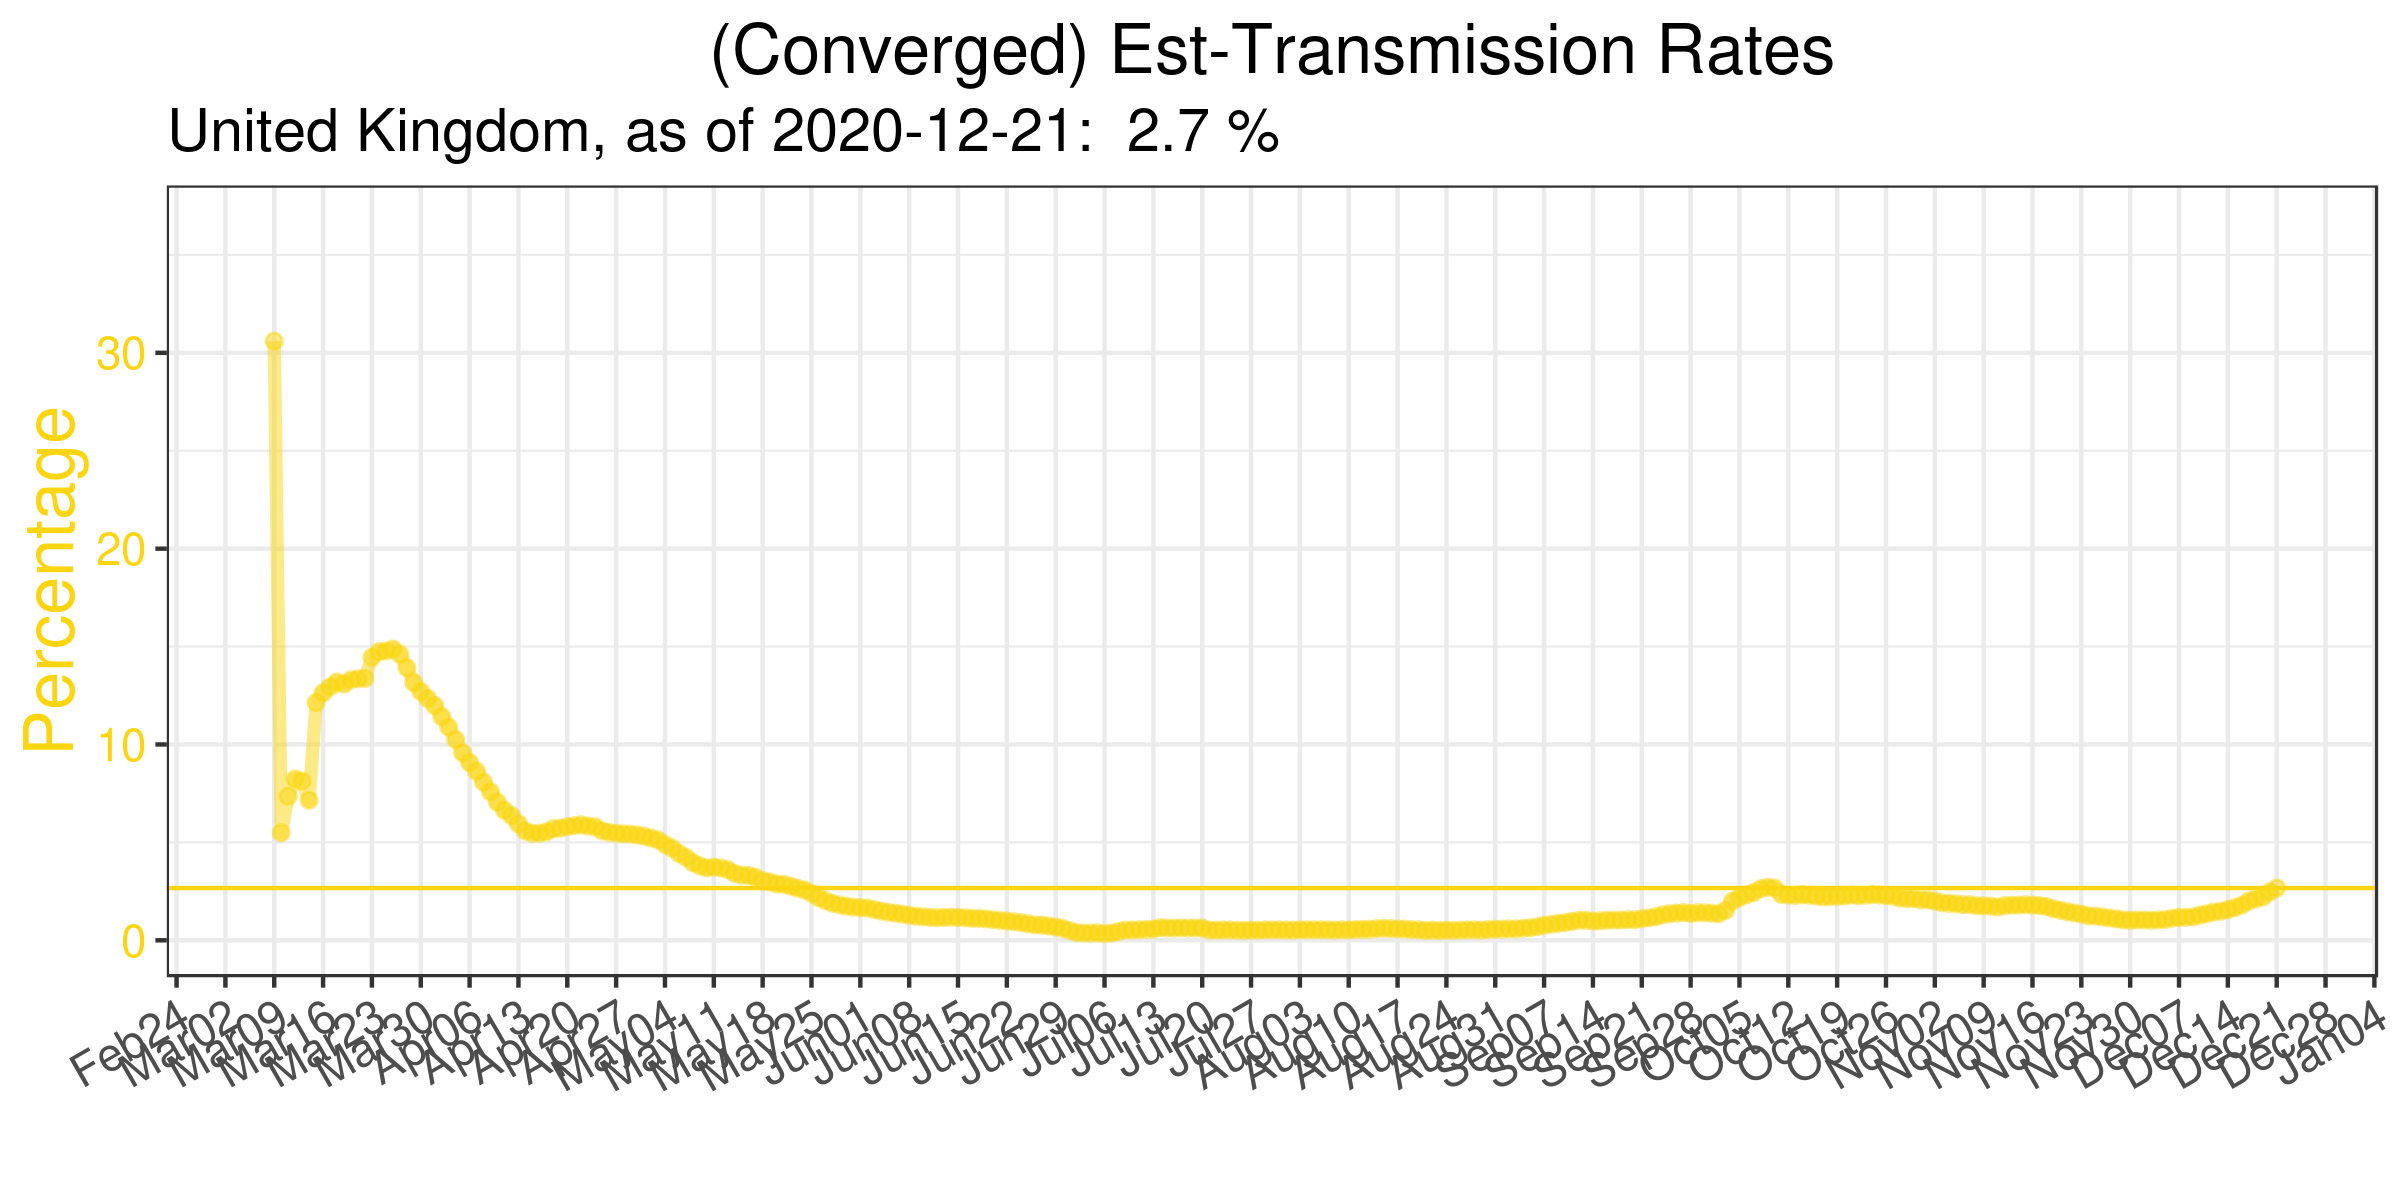 (Converged) Est-Transmission Rates
United Kingdom, as of 2020-12-21: 2.7 %
Percentage
30
20
10
0
Feb24
Mar02
Mar09
Mar16
Mar23
Mar30
Apr06
Apr13
Apr20
Apr27
May04
May11
May18
May25
Jun01
Jun08
Jun15
Jun22
Jun29
Jul06
Jul13
Jul20
Jul27
Aug03
Aug10
Aug17
Aug24
Aug31
Sep07
Sep14
Sep21
Sep28
Oct05
Oct12
Oct19
Oct26
Nov02
Nov09
Nov16
Nov23
Nov30
Dec07
Dec14
Dec21
Dec28
Jan04